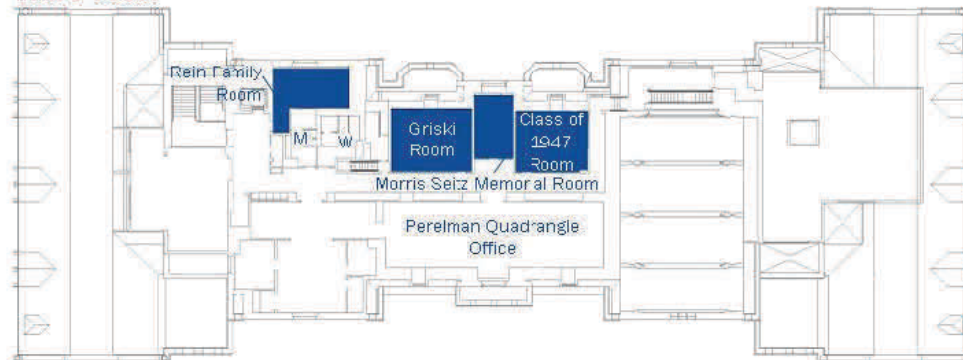 Rein Family
Room
M
W
Griski
Room
Class of
1947
Room
Morris Seitz Memorial Room
Perelman Quadrangle
Office